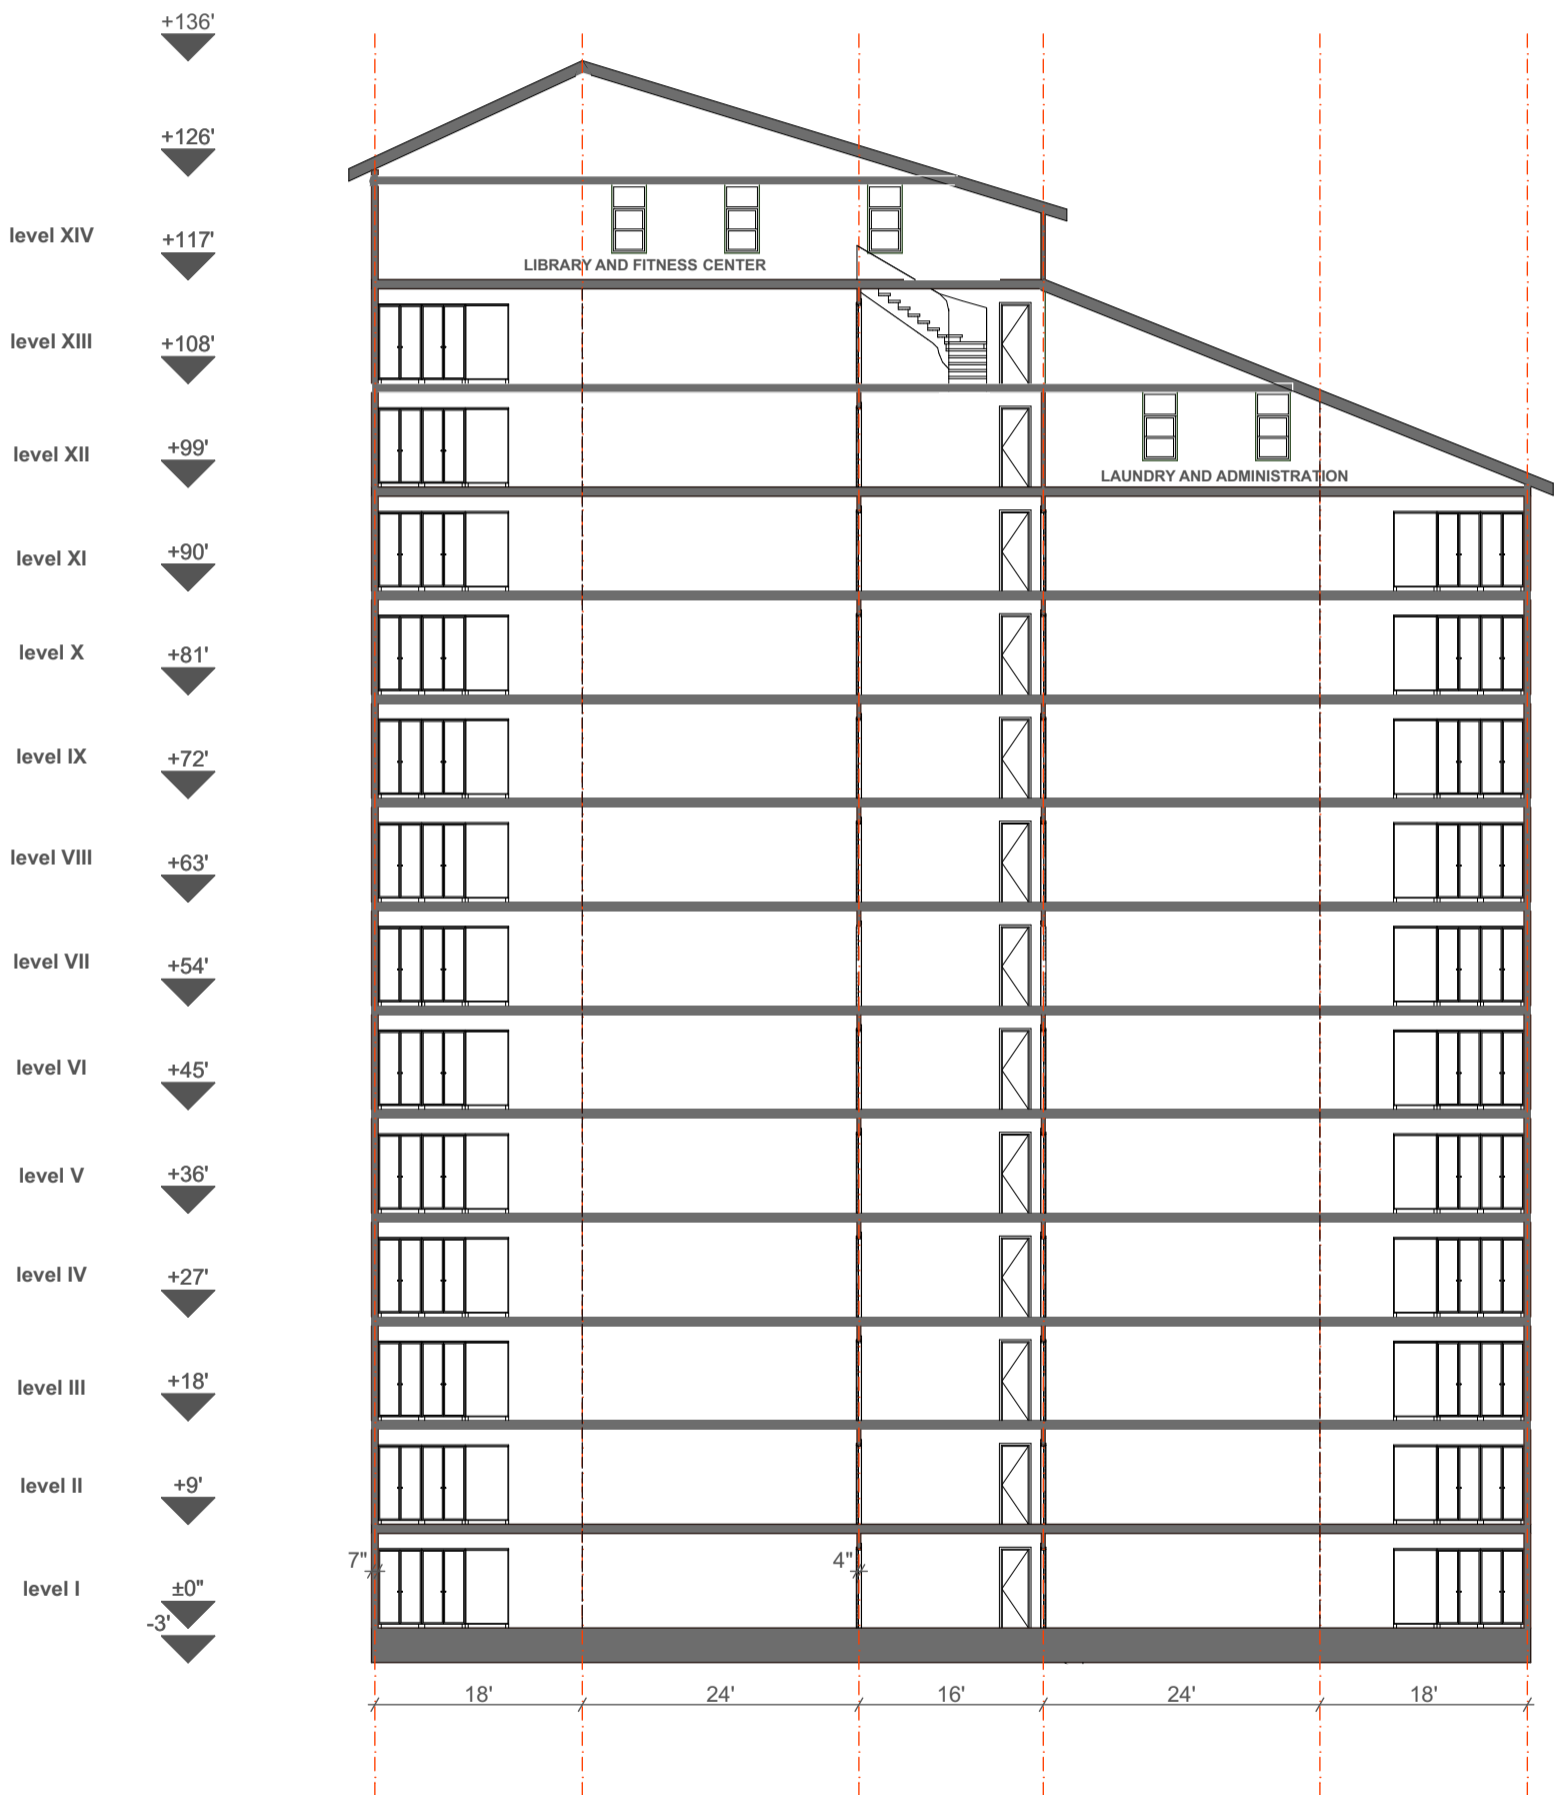 +136'
+126'
level XIV
+117'
LIBRARY AND FITNESS CENTER
level XIII
+108'
level XII
+99'
LAUNDRY AND ADMINISTRATION
level XI
+90'
level X
+81'
level IX
+72'
level VIII
+63'
level VII
+54'
level VI
+45'
level V
+36'
level IV
+27'
level III
+18'
level II
+9'
7"
4"
level I
±0"
-3'
18'
24'
16'
24'
18'